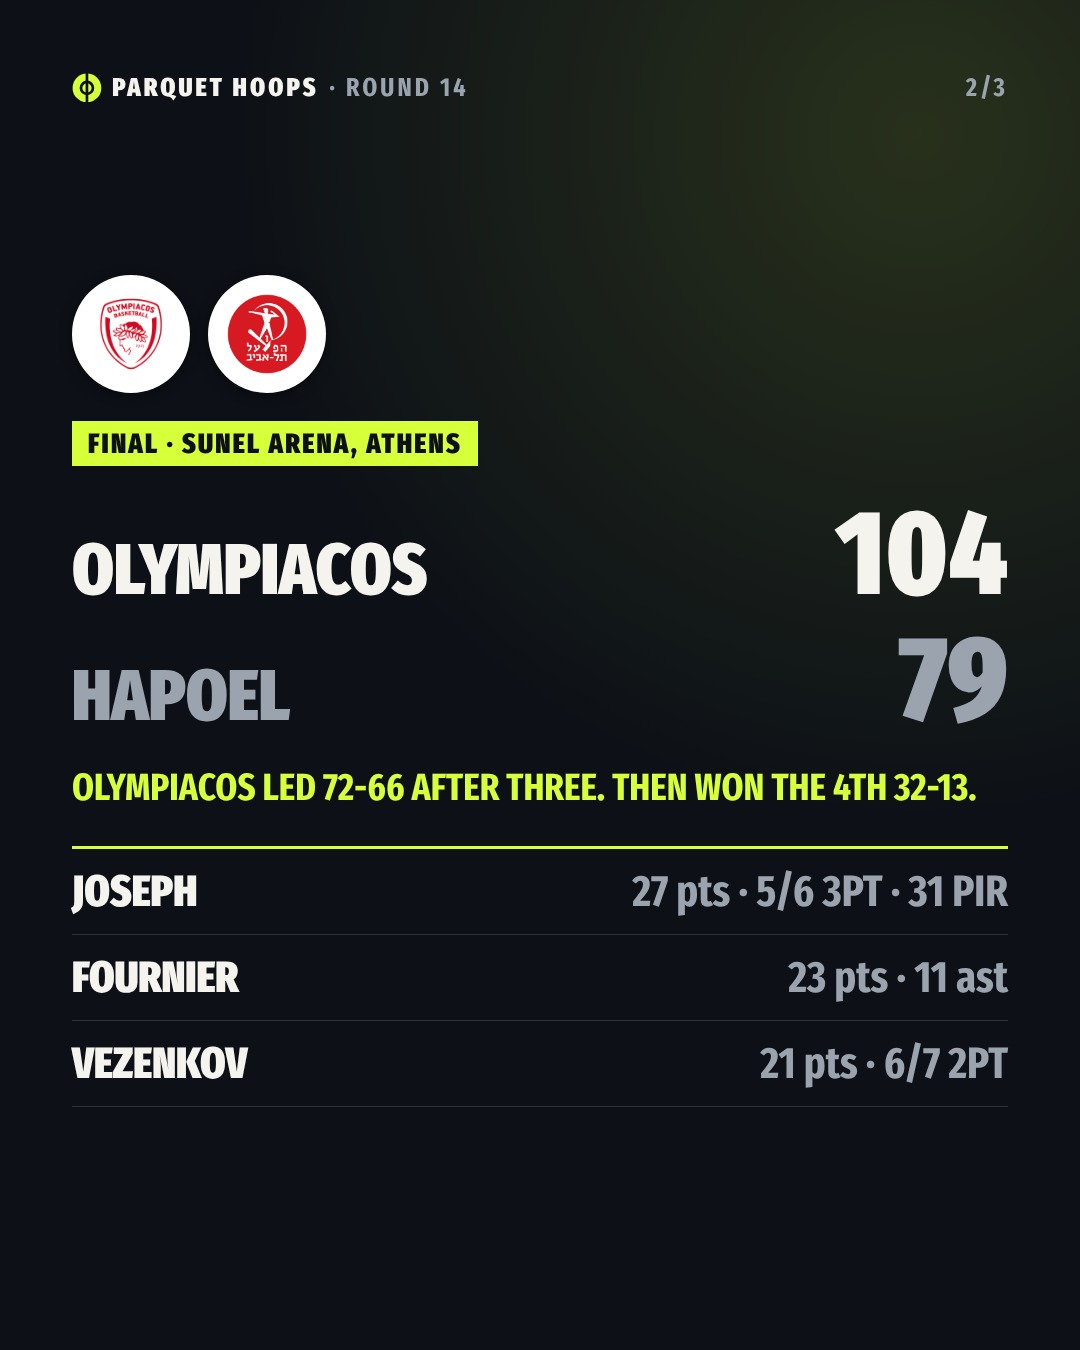 PARQUET HOOPS · ROUND 14
2/3
OLYMPIACOS
BASKETBALL
הפועל
תל-אביב
FINAL · SUNEL ARENA, ATHENS
OLYMPIACOS 104
HAPOEL 79
OLYMPIACOS LED 72-66 AFTER THREE. THEN WON THE 4TH 32-13.
JOSEPH 27 pts · 5/6 3PT · 31 PIR
FOURNIER 23 pts · 11 ast
VEZENKOV 21 pts · 6/7 2PT